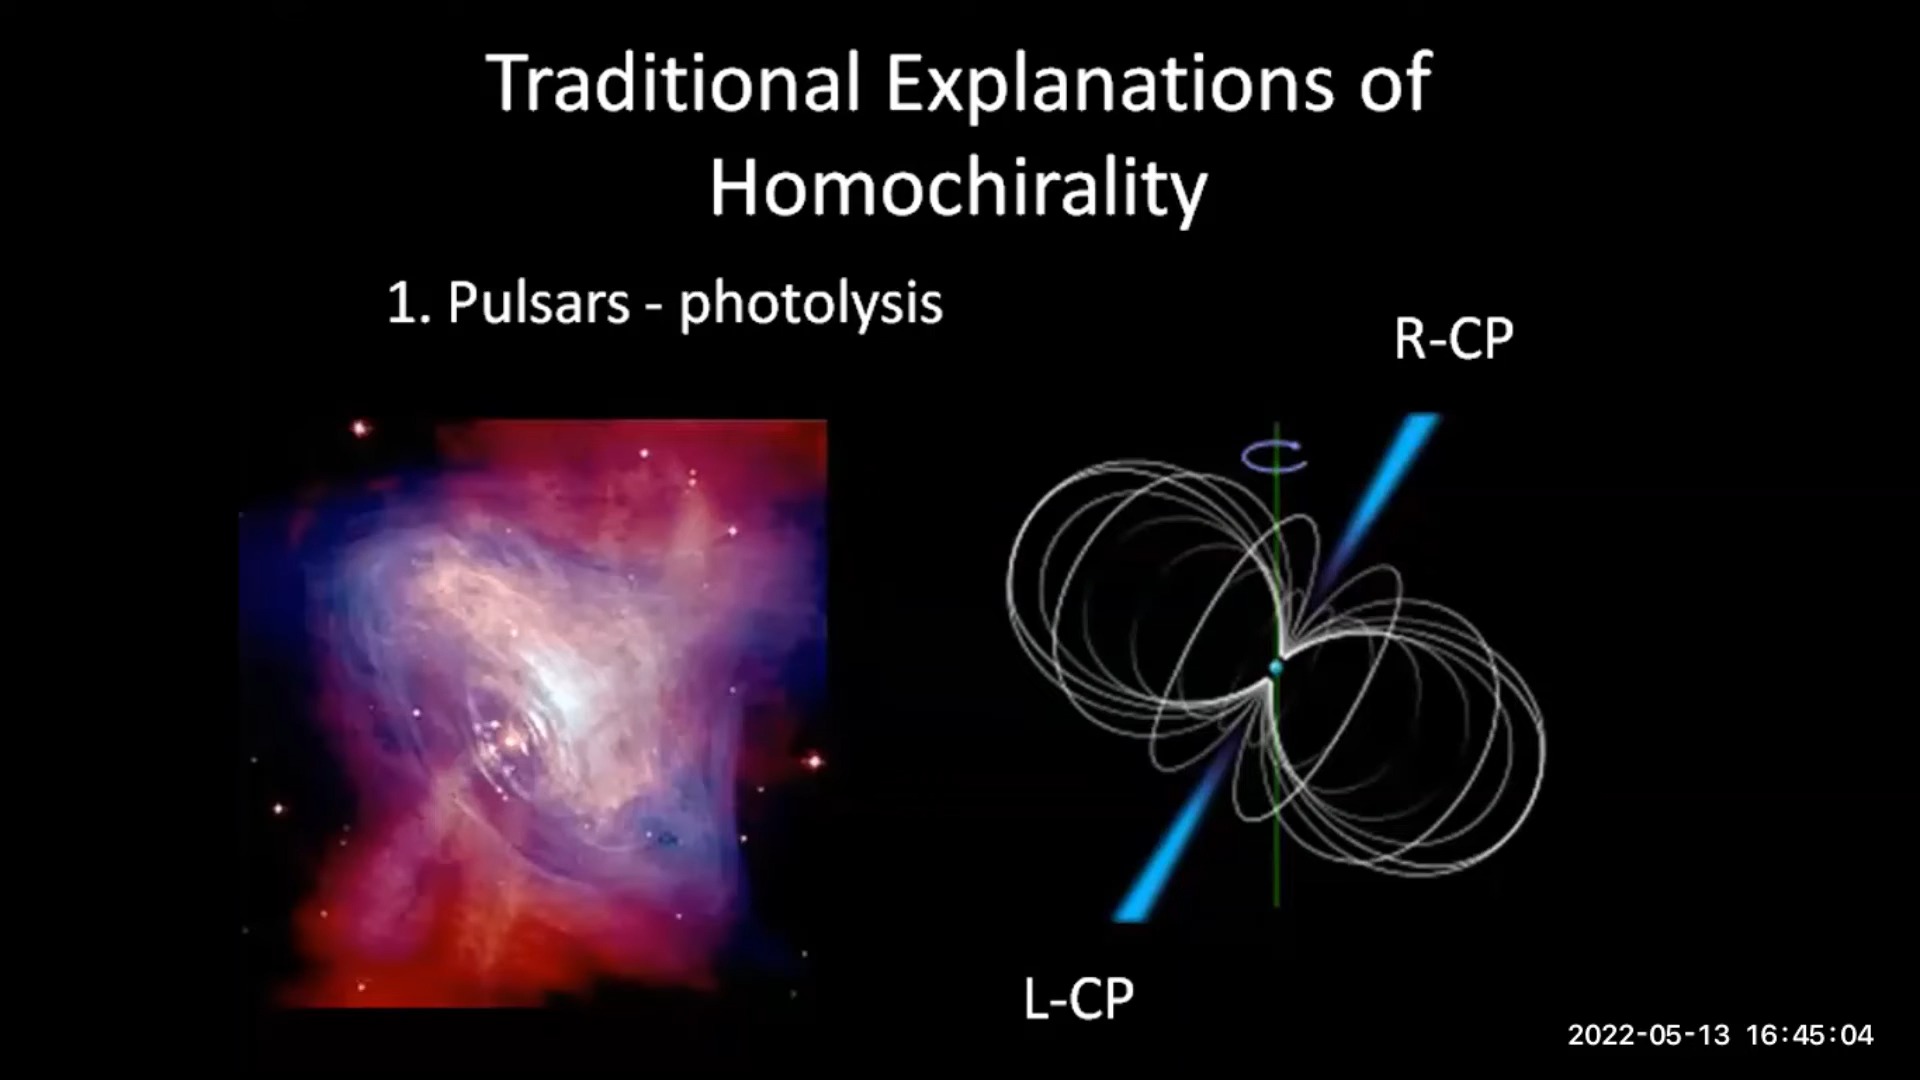 Traditional Explanations of
Homochirality
1. Pulsars - photolysis
R-CP
L-CP
2022-05-13 16:45:04